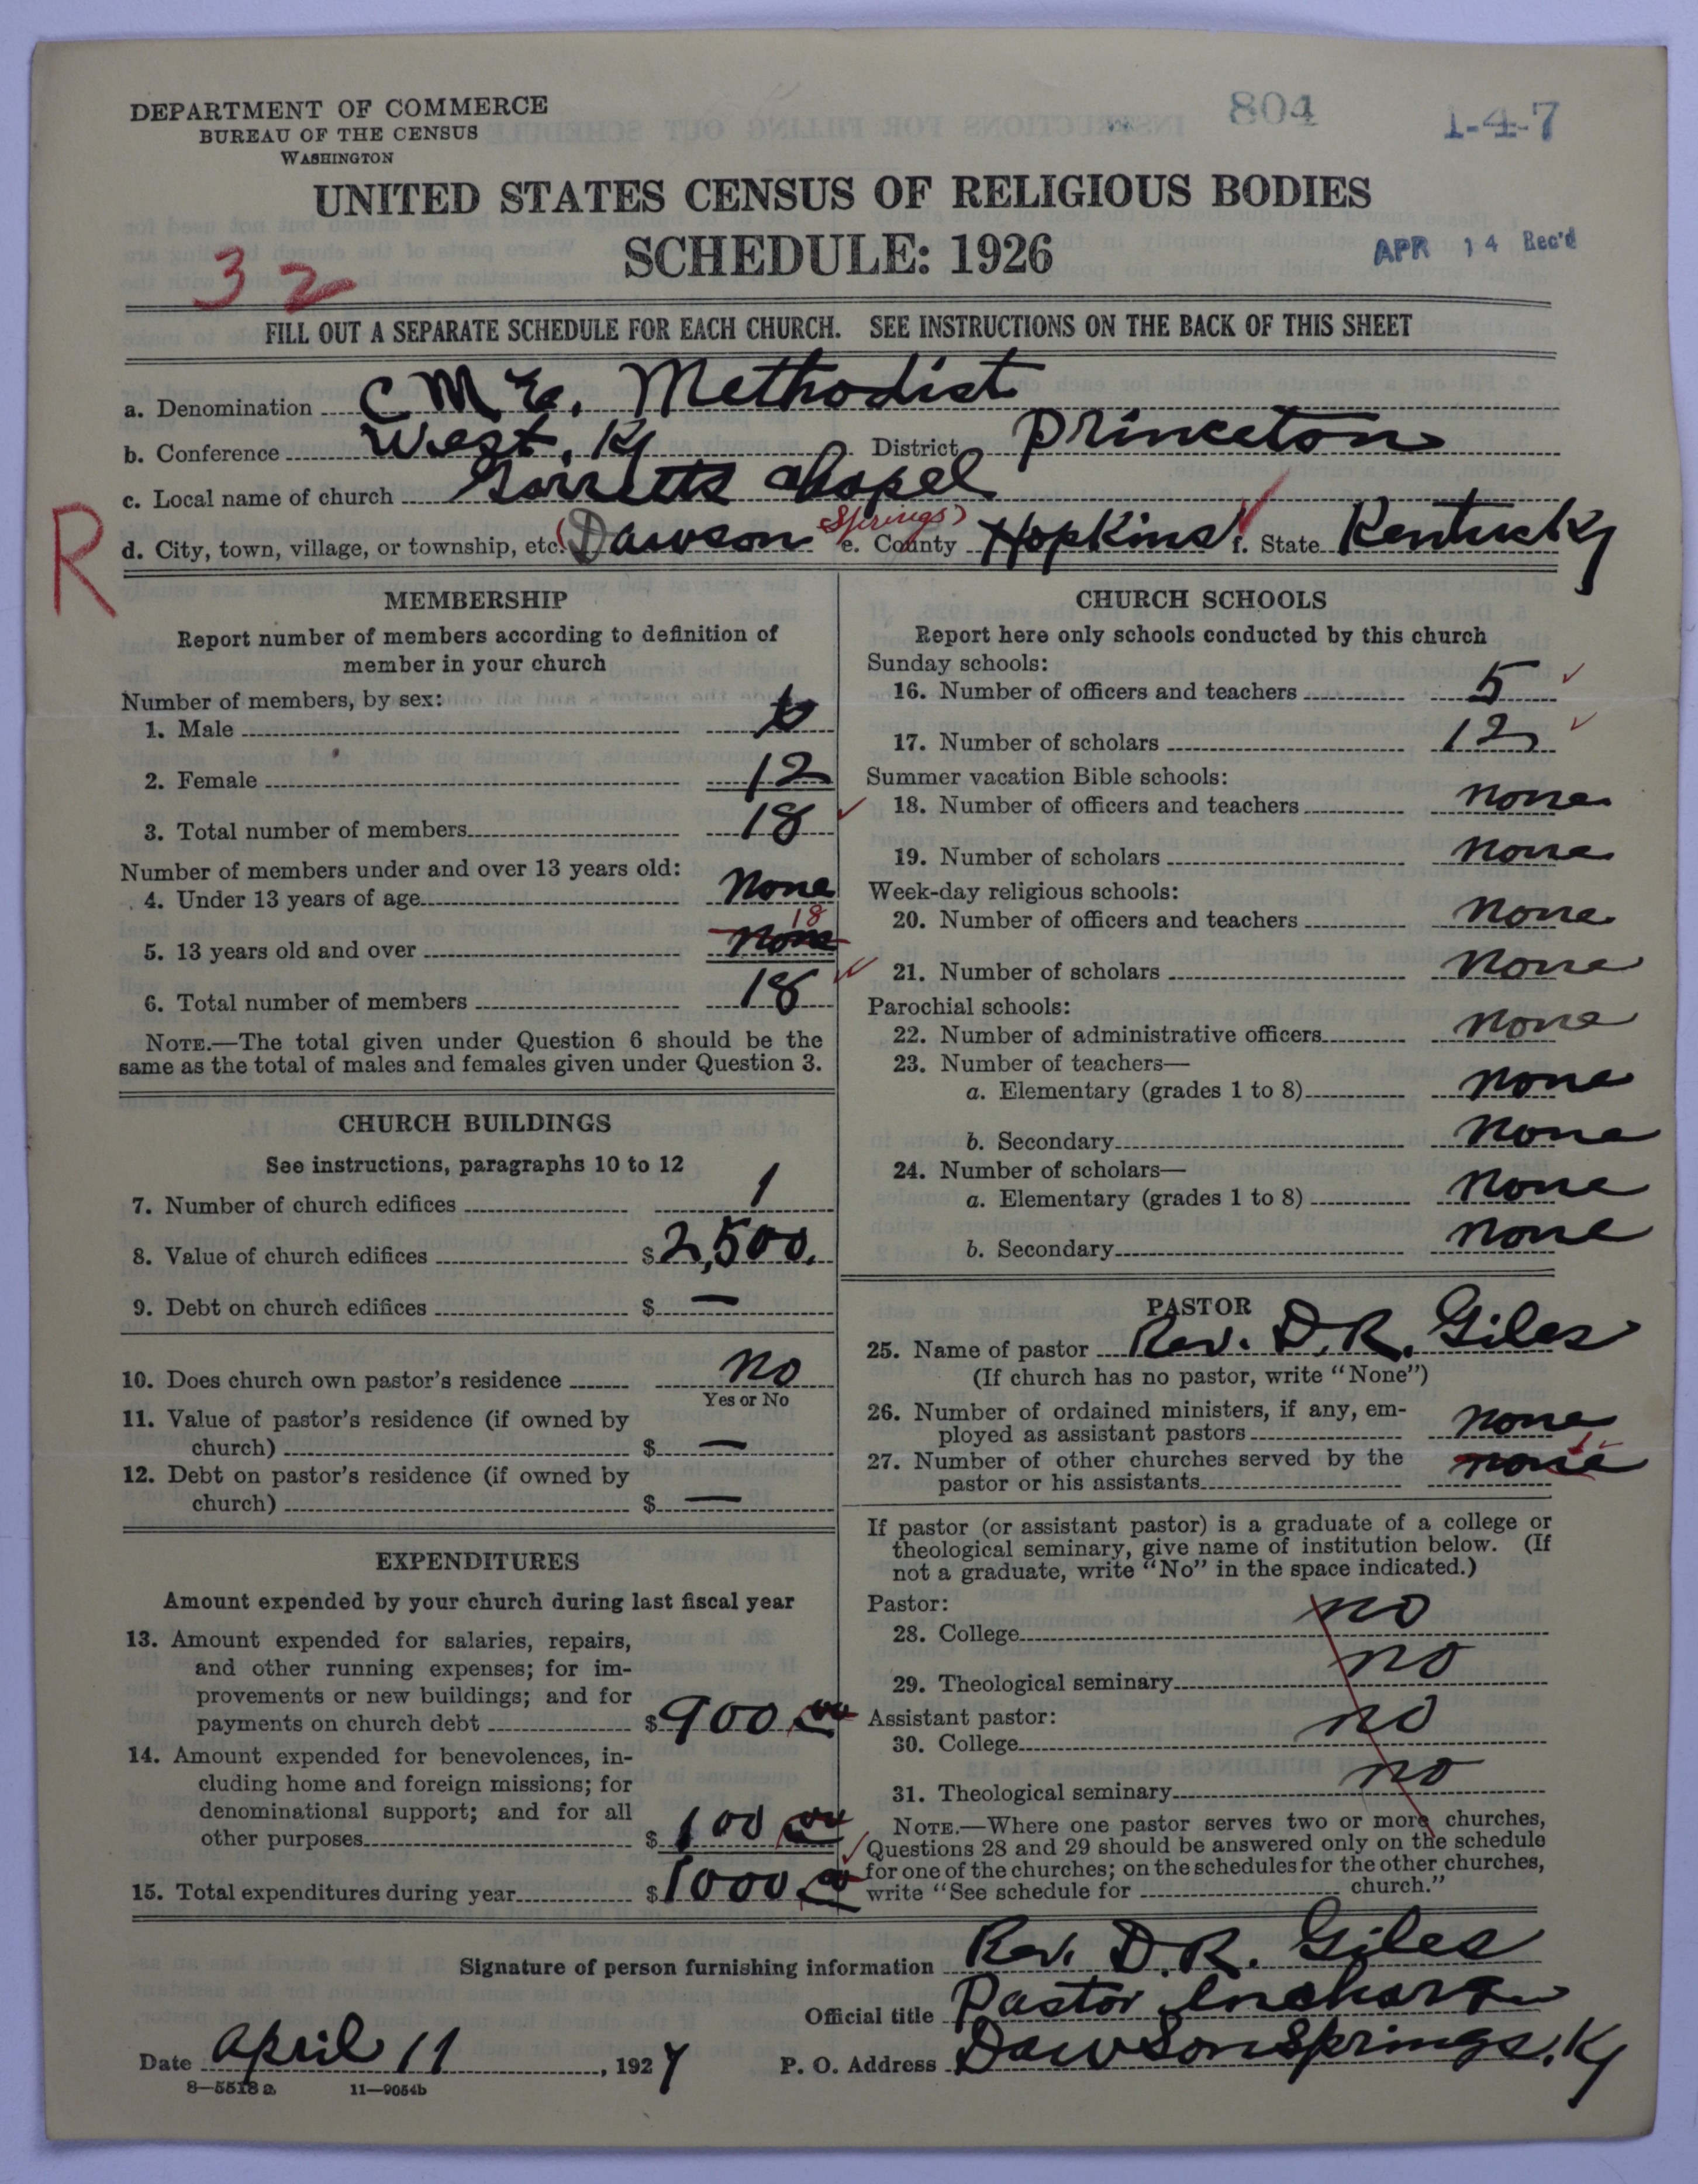 DEPARTMENT OF COMMERCE
BUREAU OF THE CENSUS
WASHINGTON
804
1-4-7
UNITED STATES CENSUS OF RELIGIOUS BODIES
SCHEDULE: 1926
APR 14 Rec'd
32
FILL OUT A SEPARATE SCHEDULE FOR EACH CHURCH. SEE INSTRUCTIONS ON THE BACK OF THIS SHEET
a. Denomination C M E. Methodist
b. Conference West. Ky District Princeton
c. Local name of church Garretts Chapel
R
d. City, town, village, or township, etc. (Dawson Springs) e. County Hopkins f. State Kentucky
MEMBERSHIP
Report number of members according to definition of
member in your church
Number of members, by sex:
1. Male 6
2. Female 12
3. Total number of members 18
Number of members under and over 13 years old:
4. Under 13 years of age none
18
5. 13 years old and over none
6. Total number of members 18
NOTE.—The total given under Question 6 should be the
same as the total of males and females given under Question 3.
CHURCH BUILDINGS
See instructions, paragraphs 10 to 12
7. Number of church edifices 1
8. Value of church edifices $2,500.
9. Debt on church edifices $ —
10. Does church own pastor's residence no
Yes or No
11. Value of pastor's residence (if owned by
church) $ —
12. Debt on pastor's residence (if owned by
church) $ —
EXPENDITURES
Amount expended by your church during last fiscal year
13. Amount expended for salaries, repairs,
and other running expenses; for im-
provements or new buildings; and for
payments on church debt $900.00
14. Amount expended for benevolences, in-
cluding home and foreign missions; for
denominational support; and for all
other purposes $100.00
15. Total expenditures during year $1000.00
CHURCH SCHOOLS
Report here only schools conducted by this church
Sunday schools:
16. Number of officers and teachers 5
17. Number of scholars 12
Summer vacation Bible schools:
18. Number of officers and teachers none
19. Number of scholars none
Week-day religious schools:
20. Number of officers and teachers none
21. Number of scholars none
Parochial schools:
22. Number of administrative officers none
23. Number of teachers—
a. Elementary (grades 1 to 8) none
b. Secondary none
24. Number of scholars—
a. Elementary (grades 1 to 8) none
b. Secondary none
PASTOR
25. Name of pastor Rev. D.R. Giles
(If church has no pastor, write "None")
26. Number of ordained ministers, if any, em-
ployed as assistant pastors none
27. Number of other churches served by the
pastor or his assistants none
If pastor (or assistant pastor) is a graduate of a college or
theological seminary, give name of institution below. (If
not a graduate, write "No" in the space indicated.)
Pastor:
28. College no
29. Theological seminary no
Assistant pastor:
30. College no
31. Theological seminary no
NOTE.—Where one pastor serves two or more churches,
Questions 28 and 29 should be answered only on the schedule
for one of the churches; on the schedules for the other churches,
write "See schedule for church."
Signature of person furnishing information Rev. D.R. Giles
Official title Pastor Incharge
Date April 11, 1927 P. O. Address Dawson Springs, Ky
8—5518a 11—9054b